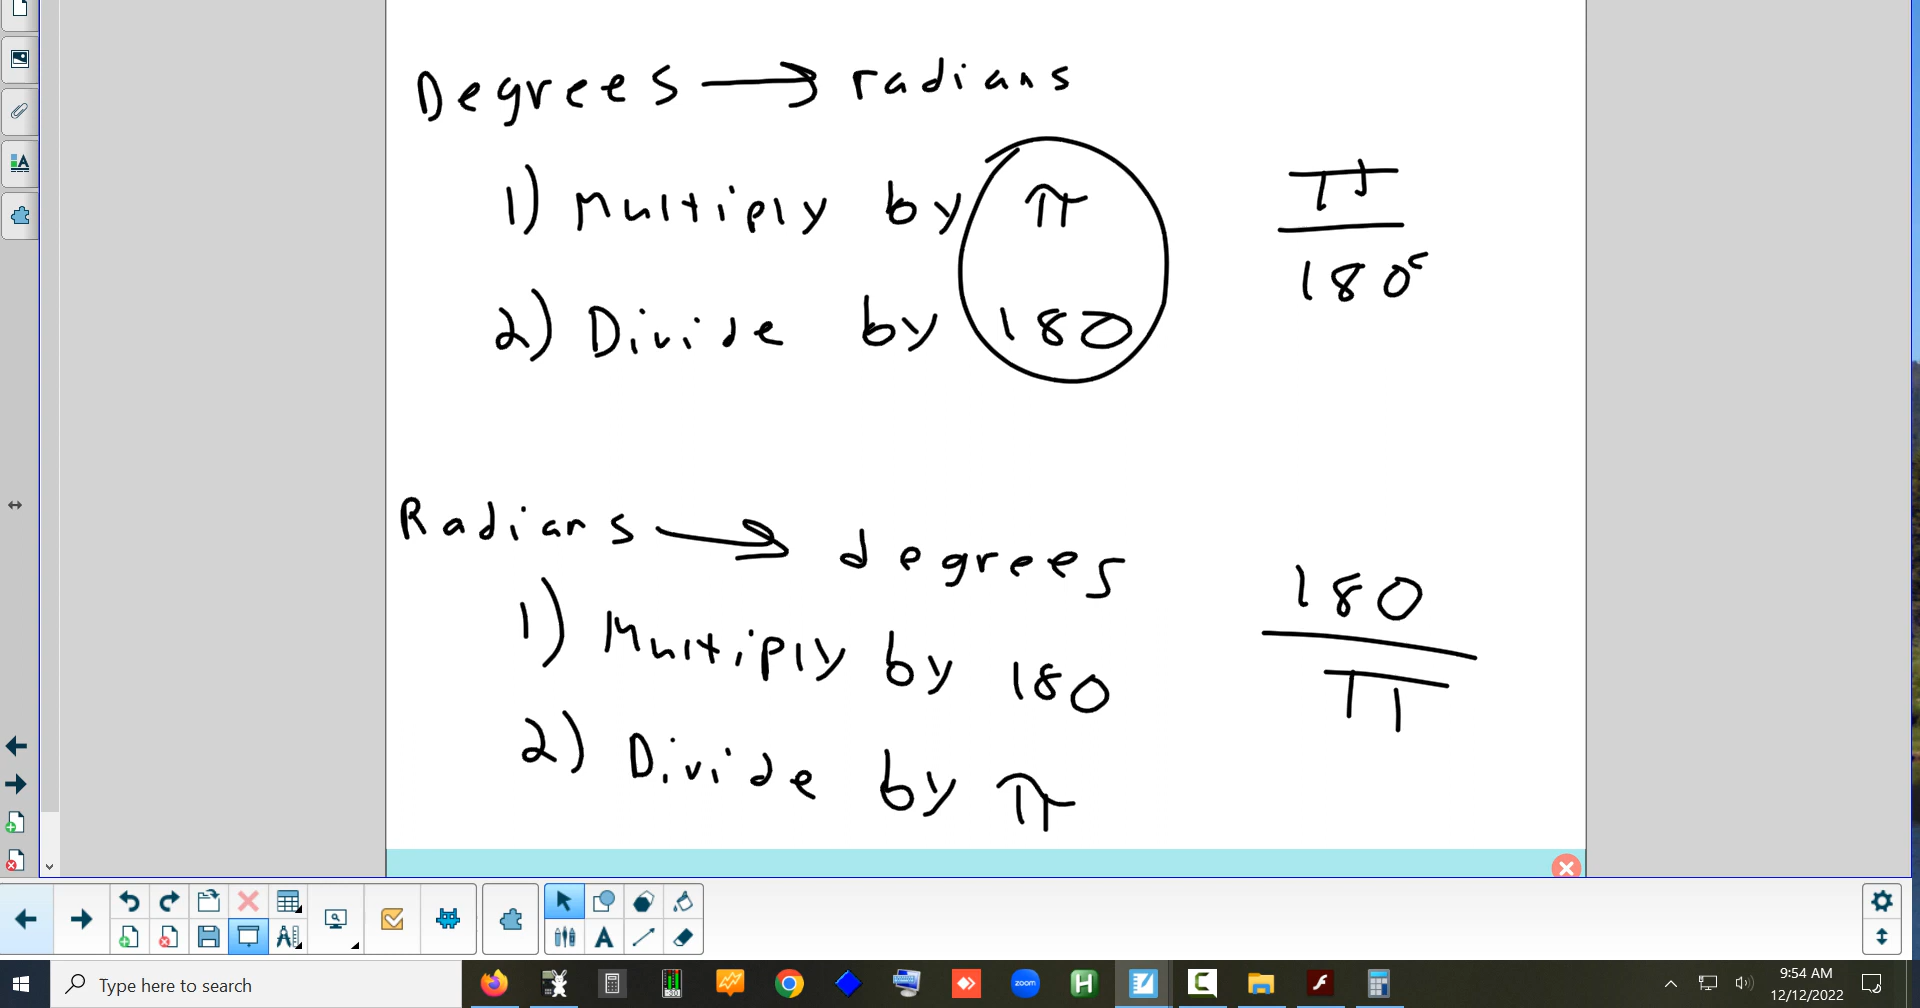 Degrees → radians
1) Multiply by π
2) Divide by 180
π
180°
Radians → degrees
1) Multiply by 180
2) Divide by π
180
π
Type here to search
zoom
9:54 AM
12/12/2022